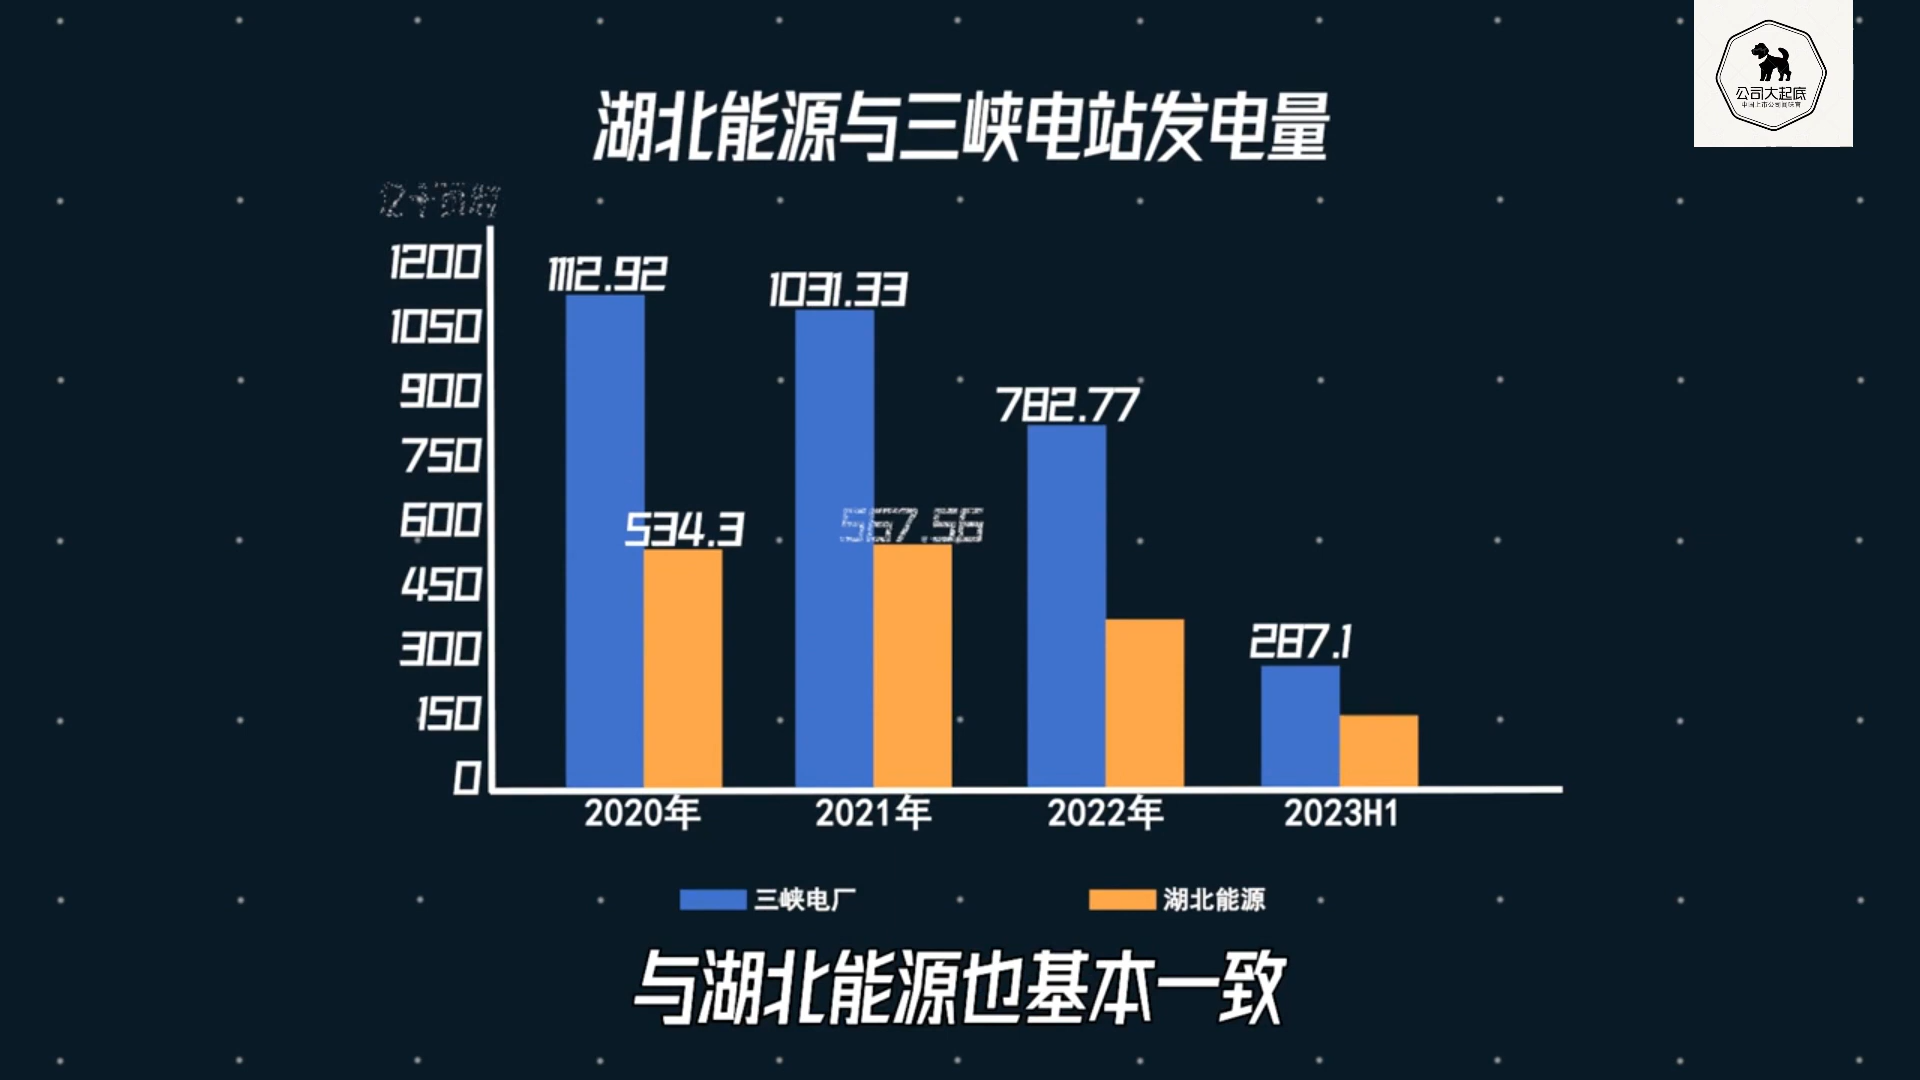 公司大起底
湖北能源与三峡电站发电量
1200
1050
900
750
600
450
300
150
0
1112.92
534.3
1031.33
567.56
782.77
287.1
2020年
2021年
2022年
2023H1
三峡电厂
湖北能源
与湖北能源也基本一致